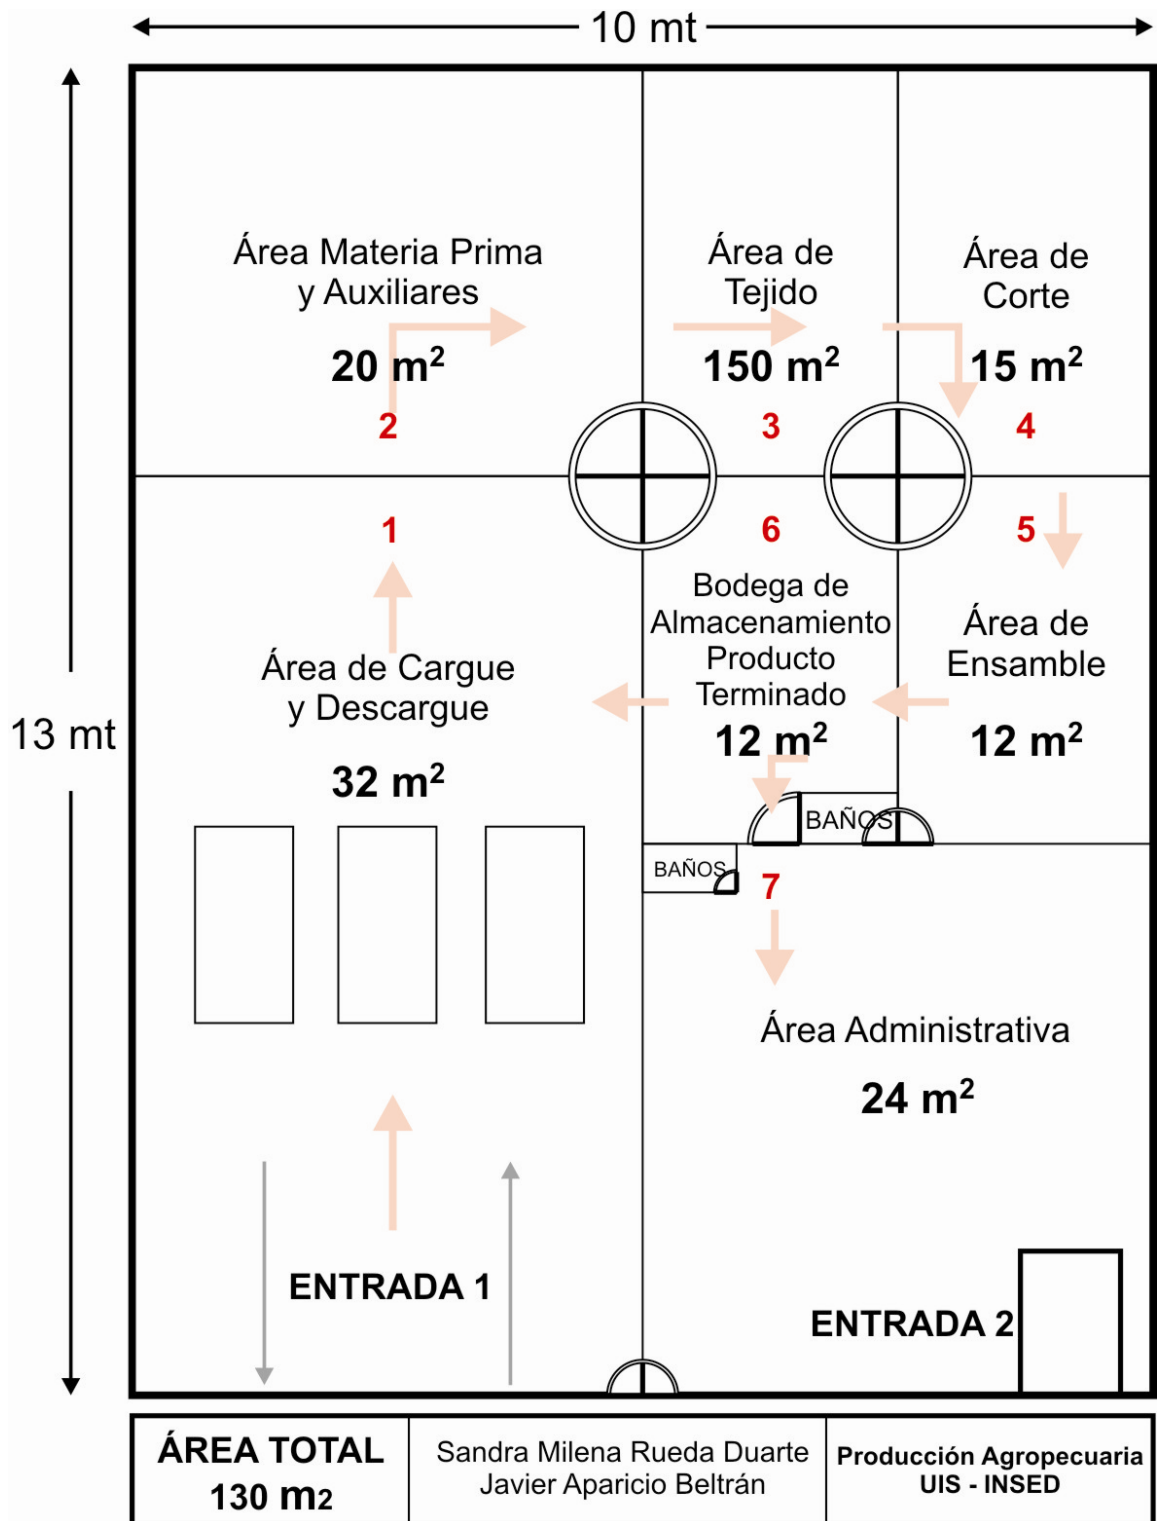 10 mt
13 mt
Área Materia Prima
y Auxiliares
20 m²
2
Área de
Tejido
150 m²
3
Área de
Corte
15 m²
4
1
Área de Cargue
y Descargue
32 m²
6
Bodega de
Almacenamiento
Producto
Terminado
12 m²
5
Área de
Ensamble
12 m²
BAÑOS
BAÑOS
7
Área Administrativa
24 m²
ENTRADA 1
ENTRADA 2
ÁREA TOTAL
130 m2
Sandra Milena Rueda Duarte
Javier Aparicio Beltrán
Producción Agropecuaria
UIS - INSED